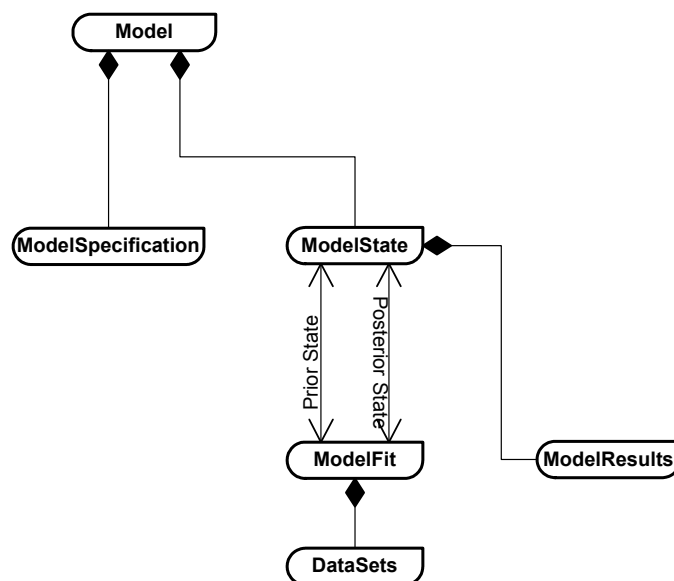 Model
ModelSpecification
ModelState
Prior State
Posterior State
ModelFit
ModelResults
DataSets